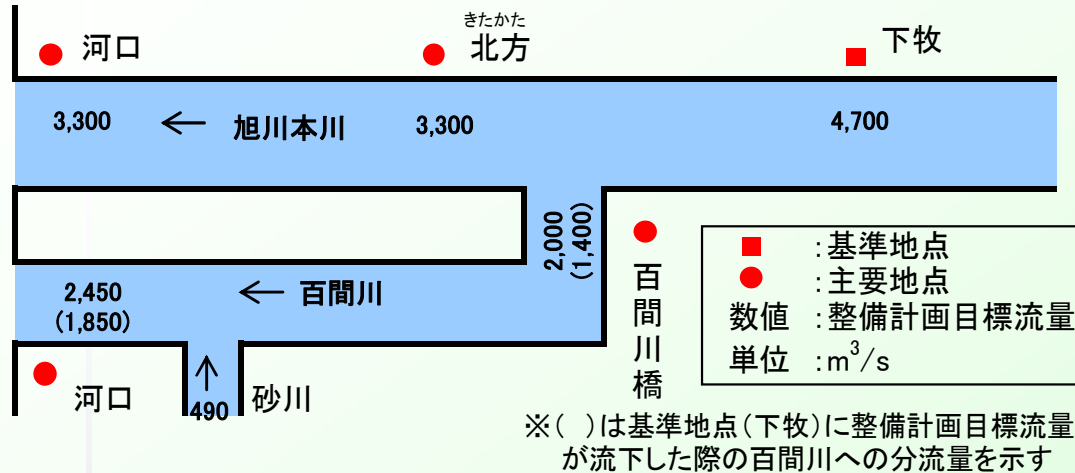 河口
きたかた
北方
下牧
3,300
←
旭川本川
3,300
4,700
2,000
(1,400)
百間川橋
■ :基準地点
● :主要地点
数値 :整備計画目標流量
単位 :m³/s
2,450
(1,850)
←
百間川
河口
↑
490
砂川
※( )は基準地点(下牧)に整備計画目標流量
が流下した際の百間川への分流量を示す